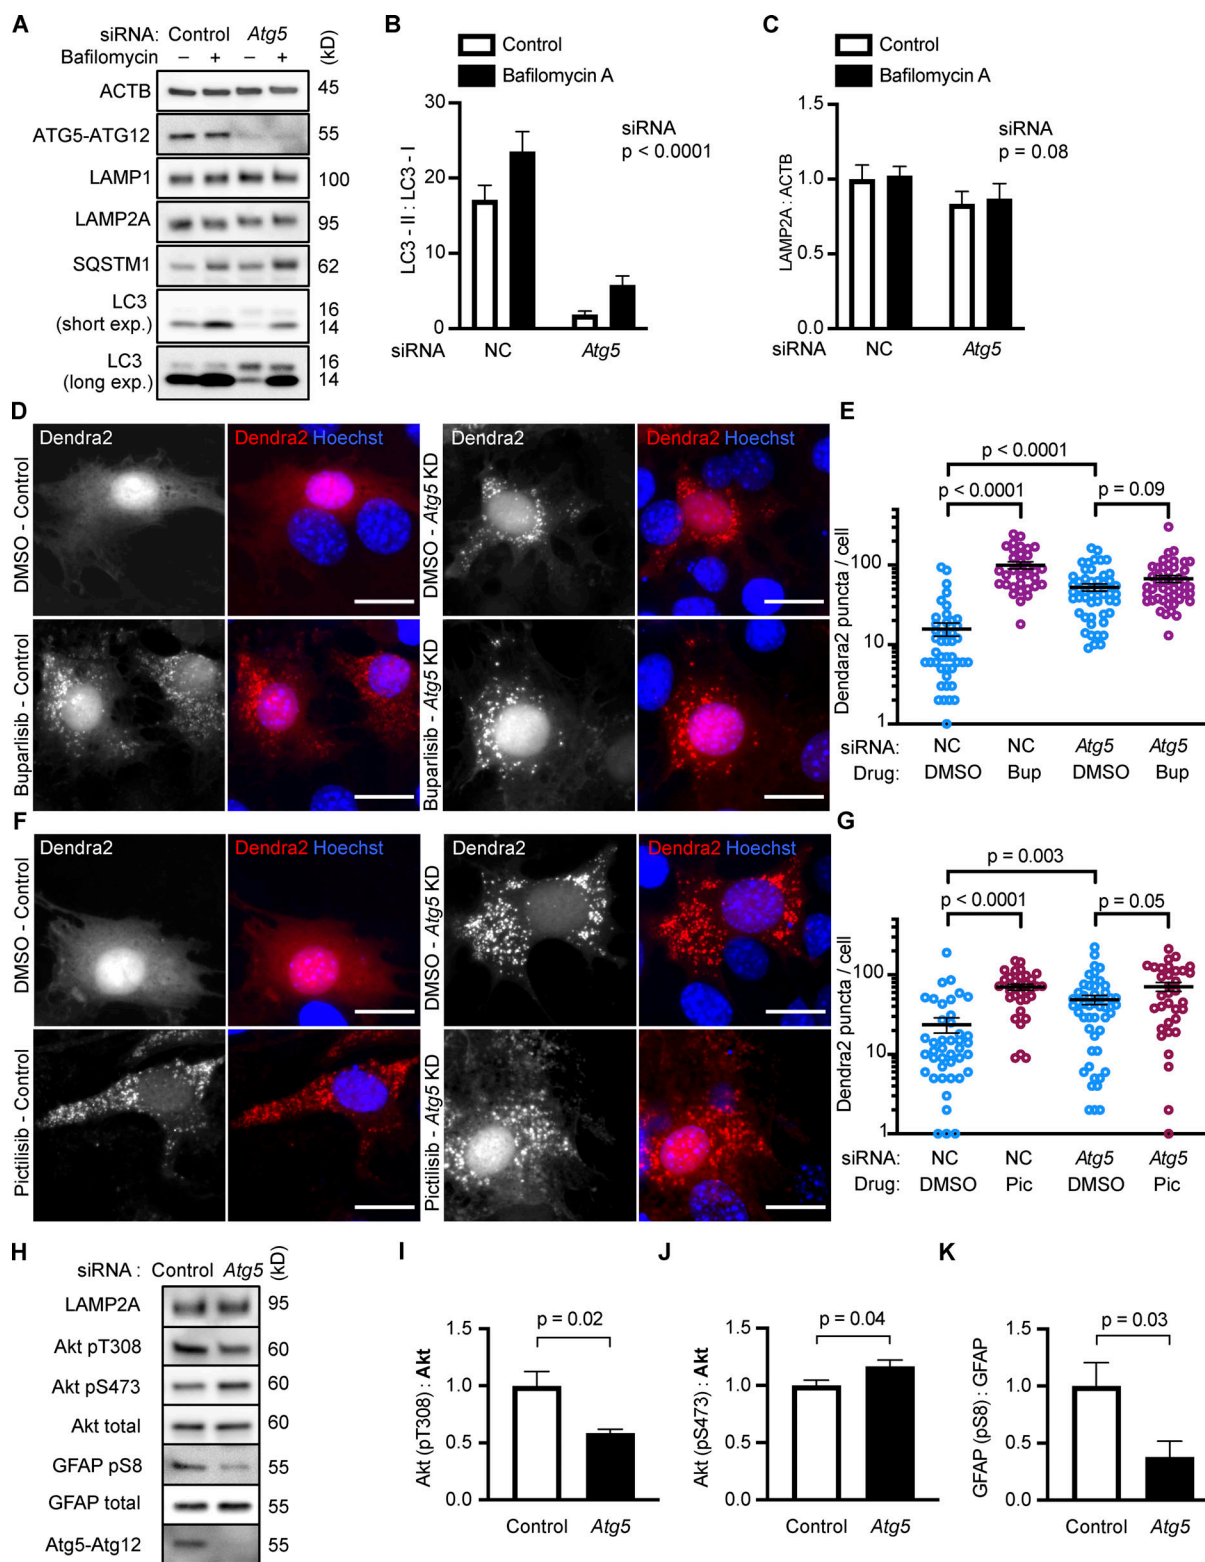 A
siRNA: Control Atg5
Bafilomycin – + – + (kD)
ACTB 45
ATG5-ATG12 55
LAMP1 100
LAMP2A 95
SQSTM1 62
LC3 16
(short exp.) 14
LC3 16
(long exp.) 14
B
Control
Bafilomycin A
30
20
10
0
LC3 - II : LC3 - I
siRNA
p < 0.0001
siRNA NC Atg5
C
Control
Bafilomycin A
1.5
1.0
0.5
0.0
LAMP2A : ACTB
siRNA
p = 0.08
siRNA NC Atg5
D
Dendra2
Dendra2 Hoechst
Dendra2
Dendra2 Hoechst
DMSO - Control
DMSO - Atg5 KD
Buparlisib - Control
Buparlisib - Atg5 KD
E
p < 0.0001
p < 0.0001
p = 0.09
100
10
1
Dendara2 puncta / cell
siRNA: NC NC Atg5 Atg5
Drug: DMSO Bup DMSO Bup
F
Dendra2
Dendra2 Hoechst
Dendra2
Dendra2 Hoechst
DMSO - Control
DMSO - Atg5 KD
Pictilisib - Control
Pictilisib - Atg5 KD
G
p = 0.003
p < 0.0001
p = 0.05
100
10
1
Dendra2 puncta / cell
siRNA: NC NC Atg5 Atg5
Drug: DMSO Pic DMSO Pic
H
siRNA : Control Atg5 (kD)
LAMP2A 95
Akt pT308 60
Akt pS473 60
Akt total 60
GFAP pS8 55
GFAP total 55
Atg5-Atg12 55
I
p = 0.02
1.5
1.0
0.5
0.0
Akt (pT308) : Akt
Control Atg5
J
p = 0.04
1.5
1.0
0.5
0.0
Akt (pS473) : Akt
Control Atg5
K
p = 0.03
1.5
1.0
0.5
0.0
GFAP (pS8) : GFAP
Control Atg5